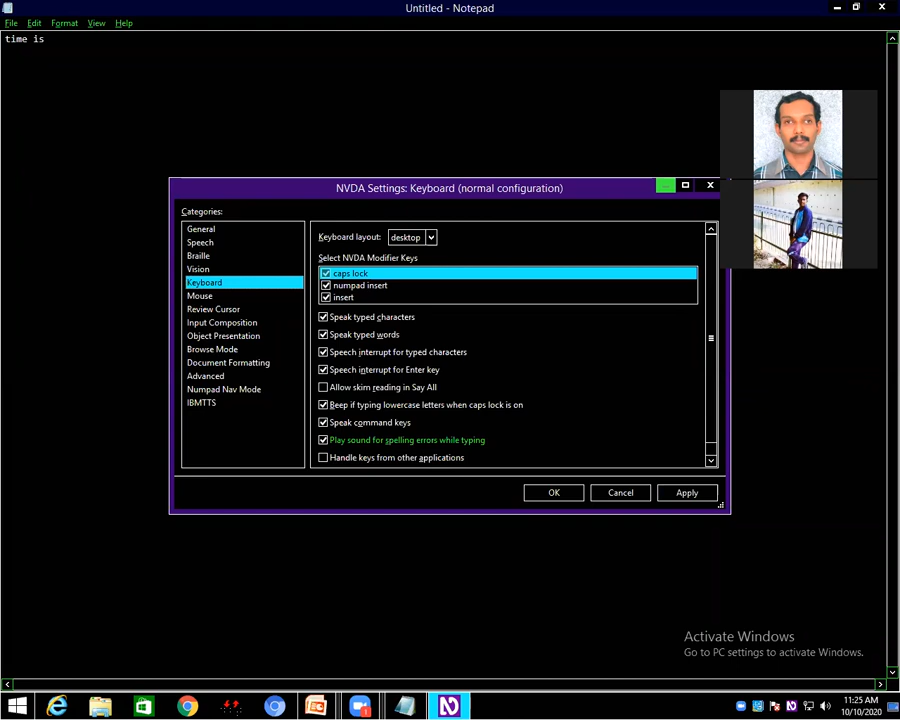 Untitled - Notepad
File Edit Format View Help
time is
NVDA Settings: Keyboard (normal configuration)
Categories:
General
Speech
Braille
Vision
Keyboard
Mouse
Review Cursor
Input Composition
Object Presentation
Browse Mode
Document Formatting
Advanced
Numpad Nav Mode
IBMTTS
Keyboard layout: desktop
Select NVDA Modifier Keys
caps lock
numpad insert
insert
Speak typed characters
Speak typed words
Speech interrupt for typed characters
Speech interrupt for Enter key
Allow skim reading in Say All
Beep if typing lowercase letters when caps lock is on
Speak command keys
Play sound for spelling errors while typing
Handle keys from other applications
OK Cancel Apply
Activate Windows
Go to PC settings to activate Windows.
11:25 AM
10/10/2020